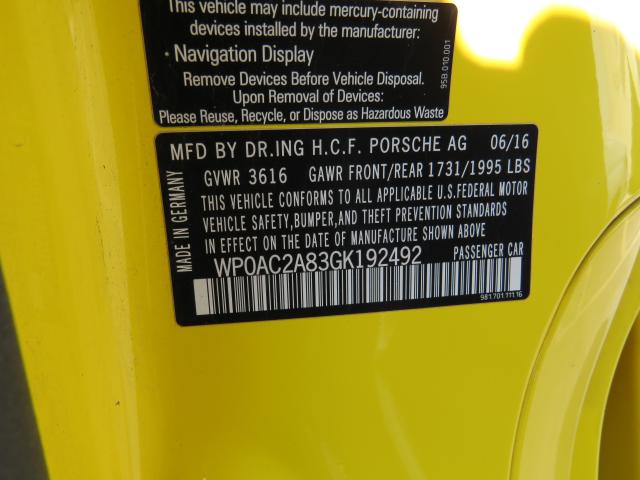 This vehicle may include mercury-containing
devices installed by the manufacturer:
· Navigation Display
Remove Devices Before Vehicle Disposal.
Upon Removal of Devices:
Please Reuse, Recycle, or Dispose as Hazardous Waste
95B.010.001
MFD BY DR.ING H.C.F. PORSCHE AG 06/16
GVWR 3616 GAWR FRONT/REAR 1731/1995 LBS
THIS VEHICLE CONFORMS TO ALL APPLICABLE U.S.FEDERAL MOTOR
VEHICLE SAFETY,BUMPER,AND THEFT PREVENTION STANDARDS
IN EFFECT ON THE DATE OF MANUFACTURE SHOWN ABOVE
WP0AC2A83GK192492 PASSENGER CAR
981.701.111.16
MADE IN GERMANY